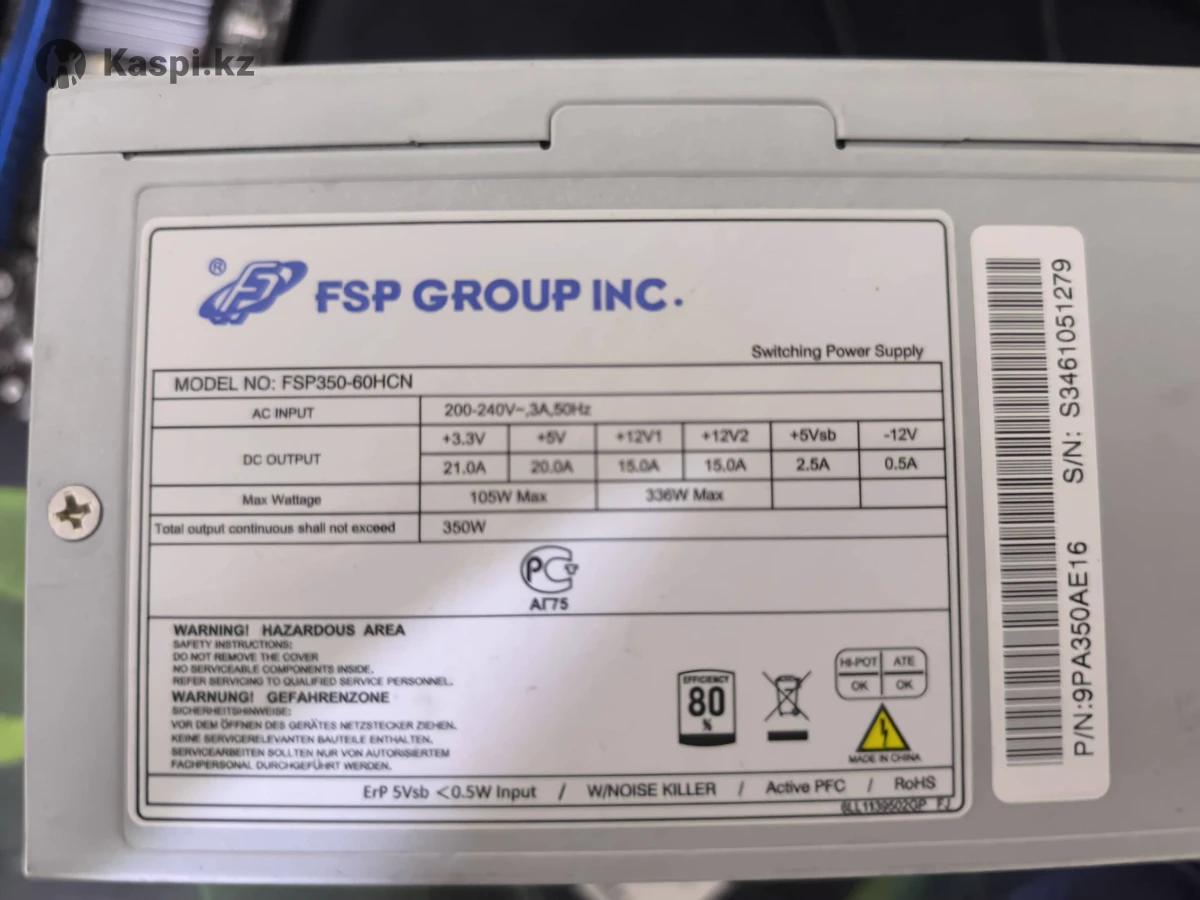 Kaspi.kz
® FSP GROUP INC.
Switching Power Supply
MODEL NO: FSP350-60HCN
AC INPUT 200-240V~,3A,50Hz
DC OUTPUT +3.3V +5V +12V1 +12V2 +5Vsb -12V
21.0A 20.0A 15.0A 15.0A 2.5A 0.5A
Max Wattage 105W Max 336W Max
Total output continuous shall not exceed 350W
PC
АГ75
WARNING! HAZARDOUS AREA
SAFETY INSTRUCTIONS:
DO NOT REMOVE THE COVER
NO SERVICEABLE COMPONENTS INSIDE.
REFER SERVICING TO QUALIFIED SERVICE PERSONNEL.
WARNUNG! GEFAHRENZONE
SICHERHEITSHINWEISE:
VOR DEM ÖFFNEN DES GERÄTES NETZSTECKER ZIEHEN.
KEINE SERVICERELEVANTEN BAUTEILE ENTHALTEN.
SERVICEARBEITEN SOLLTEN NUR VON AUTORISIERTEM
FACHPERSONAL DURCHGEFÜHRT WERDEN.
EFFICIENCY
80
%
HI-POT ATE
OK OK
MADE IN CHINA
ErP 5Vsb <0.5W Input / W/NOISE KILLER / Active PFC / RoHS
6LL1139502GP FJ
P/N:9PA350AE16 S/N: S3461051279